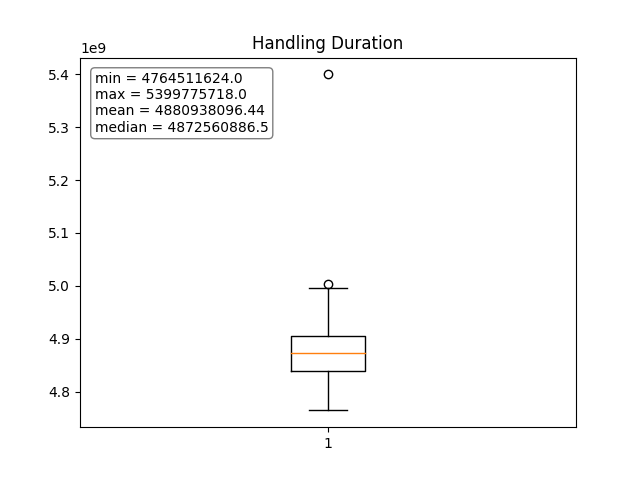 Handling Duration
1e9
min = 4764511624.0
max = 5399775718.0
mean = 4880938096.44
median = 4872560886.5
5.4
5.3
5.2
5.1
5.0
4.9
4.8
1